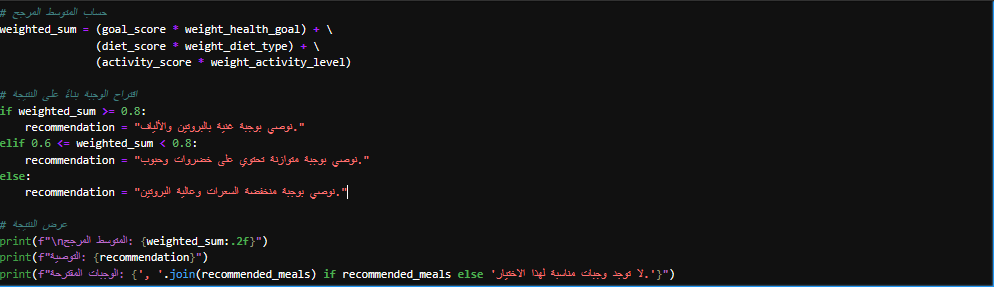 # حساب المتوسط المرجح
weighted_sum = (goal_score * weight_health_goal) + \
(diet_score * weight_diet_type) + \
(activity_score * weight_activity_level)
# اقتراح الوجبة بناءً على النتيجة
if weighted_sum >= 0.8:
recommendation = "نوصي بوجبة غنية بالبروتين والألياف."
elif 0.6 <= weighted_sum < 0.8:
recommendation = "نوصي بوجبة متوازنة تحتوي على خضروات وحبوب."
else:
recommendation = "نوصي بوجبة منخفضة السعرات وعالية البروتين."
# عرض النتيجة
print(f"\nالمتوسط المرجح: {weighted_sum:.2f}")
print(f"التوصية: {recommendation}")
print(f"الوجبات المقترحة: {', '.join(recommended_meals) if recommended_meals else 'لا توجد وجبات مناسبة لهذا الاختيار.'}")